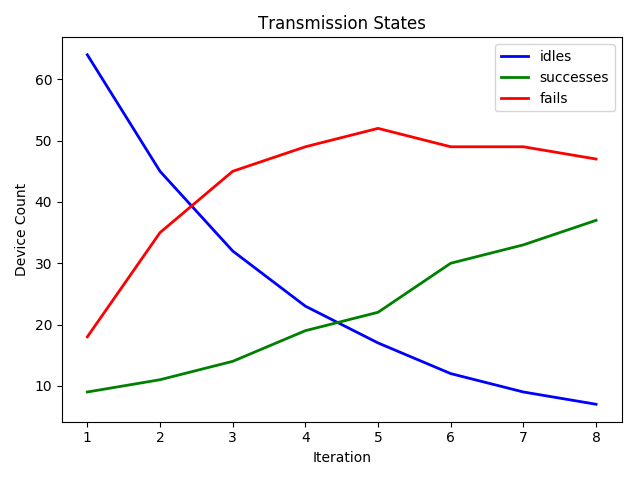 Transmission States
idles
successes
fails
Device Count
60
50
40
30
20
10
1 2 3 4 5 6 7 8
Iteration